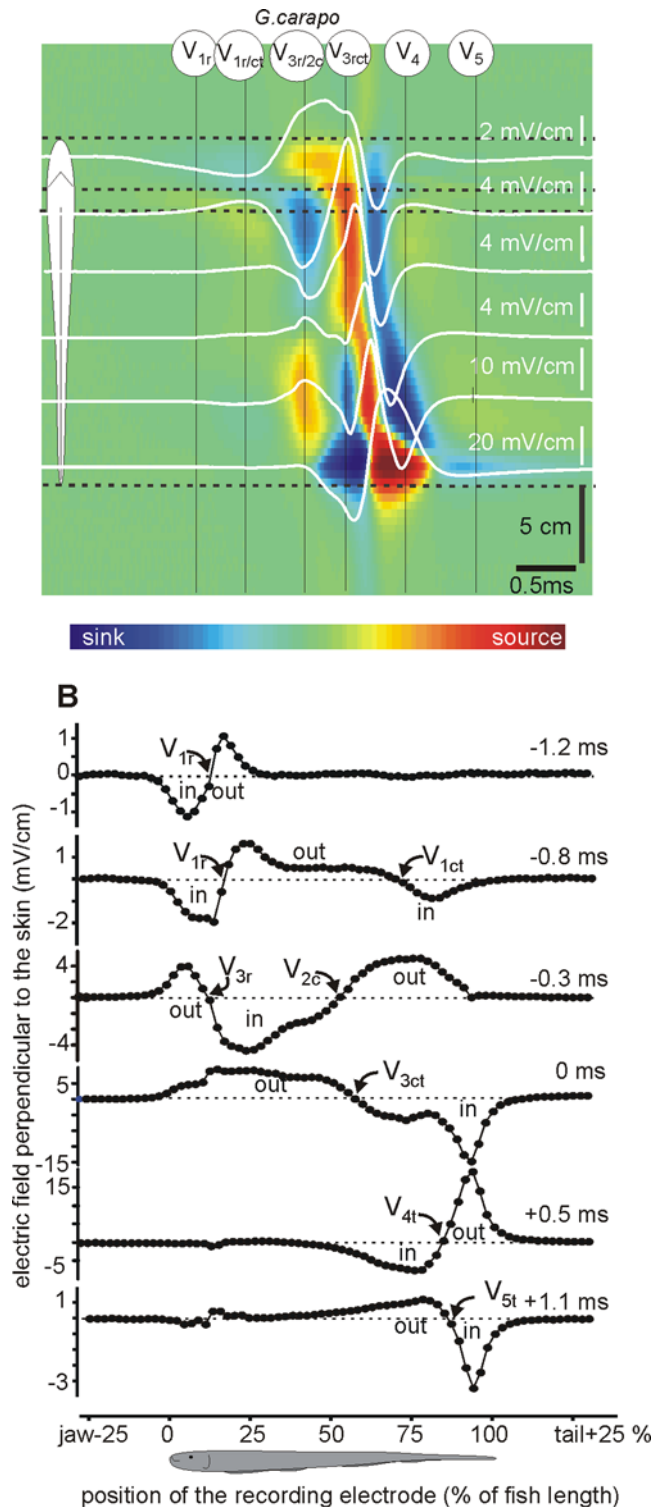 G.carapo
V1r V1r/ct V3r/2c V3rct V4 V5
2 mV/cm
4 mV/cm
4 mV/cm
4 mV/cm
10 mV/cm
20 mV/cm
5 cm
0.5ms
sink source
B
electric field perpendicular to the skin (mV/cm)
1
0
-1
V1r
in
out
-1.2 ms
1
-2
V1r
in
out
V1ct
in
-0.8 ms
4
-4
out
V3r
in
V2c
out
-0.3 ms
5
-15
out
V3ct
in
0 ms
15
-5
V4t
in
out
+0.5 ms
1
-3
out
V5t
in
+1.1 ms
jaw-25 0 25 50 75 100 tail+25 %
position of the recording electrode (% of fish length)